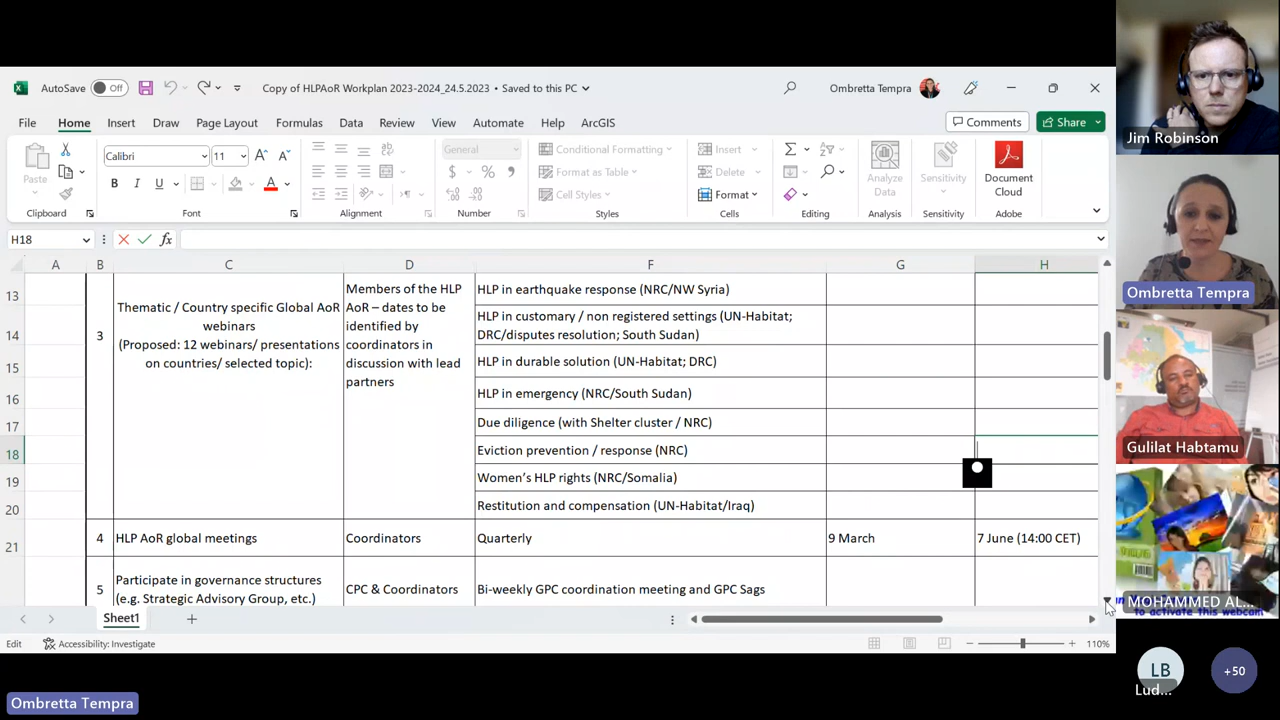 AutoSave Off
Copy of HLPAoR Workplan 2023-2024_24.5.2023 • Saved to this PC
Ombretta Tempra
File Home Insert Draw Page Layout Formulas Data Review View Automate Help ArcGIS
Comments Share
Paste
Calibri 11
B I U A
General
$ % ,
Conditional Formatting
Format as Table
Cell Styles
Insert
Delete
Format
Analyze
Data
Sensitivity
Document
Cloud
Clipboard Font Alignment Number Styles Cells Editing Analysis Sensitivity Adobe
H18 fx
A B C D F G H
13
14
15
16
17
18
19
20
21
3
Thematic / Country specific Global AoR
webinars
(Proposed: 12 webinars/ presentations
on countries/ selected topic):
Members of the HLP
AoR – dates to be
identified by
coordinators in
discussion with lead
partners
HLP in earthquake response (NRC/NW Syria)
HLP in customary / non registered settings (UN-Habitat;
DRC/disputes resolution; South Sudan)
HLP in durable solution (UN-Habitat; DRC)
HLP in emergency (NRC/South Sudan)
Due diligence (with Shelter cluster / NRC)
Eviction prevention / response (NRC)
Women's HLP rights (NRC/Somalia)
Restitution and compensation (UN-Habitat/Iraq)
4 HLP AoR global meetings Coordinators Quarterly 9 March 7 June (14:00 CET)
5
Participate in governance structures
(e.g. Strategic Advisory Group, etc.)
CPC & Coordinators
Bi-weekly GPC coordination meeting and GPC Sags
Sheet1
Edit Accessibility: Investigate 110%
Ombretta Tempra
Jim Robinson
Ombretta Tempra
Gulilat Habtamu
MOHAMMED AL...
to activate this webcam
LB
Lud...
+50